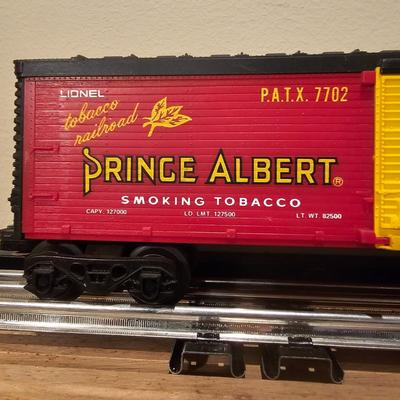 LIONEL
P.A.T.X. 7702
tobacco
railroad
PRINCE ALBERT®
SMOKING TOBACCO
CAPY. 127000 LD. LMT. 127500 LT. WT. 82500